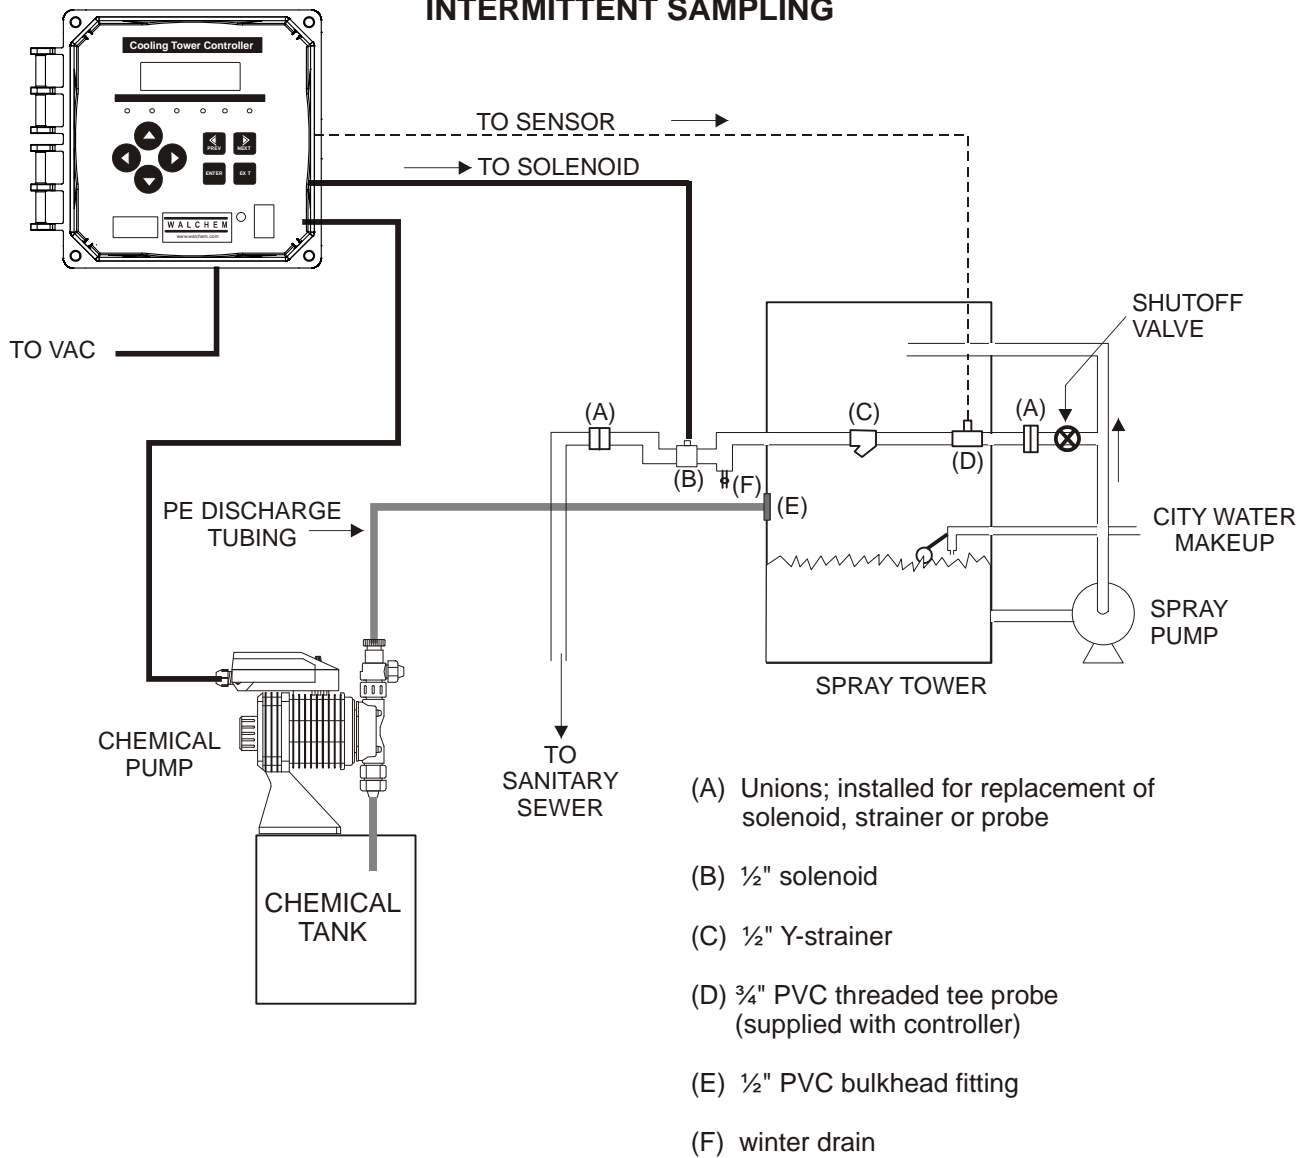 INTERMITTENT SAMPLING
Cooling Tower Controller
PREV
NEXT
ENTER
EX T
WALCHEM
www.walchem.com
TO SENSOR
TO SOLENOID
TO VAC
SHUTOFF
VALVE
(A)
(C)
(A)
(B)
(F)
(D)
(E)
PE DISCHARGE
TUBING
CITY WATER
MAKEUP
SPRAY
PUMP
SPRAY TOWER
CHEMICAL
PUMP
TO
SANITARY
SEWER
CHEMICAL
TANK
(A) Unions; installed for replacement of
solenoid, strainer or probe
(B) ½" solenoid
(C) ½" Y-strainer
(D) ¾" PVC threaded tee probe
(supplied with controller)
(E) ½" PVC bulkhead fitting
(F) winter drain